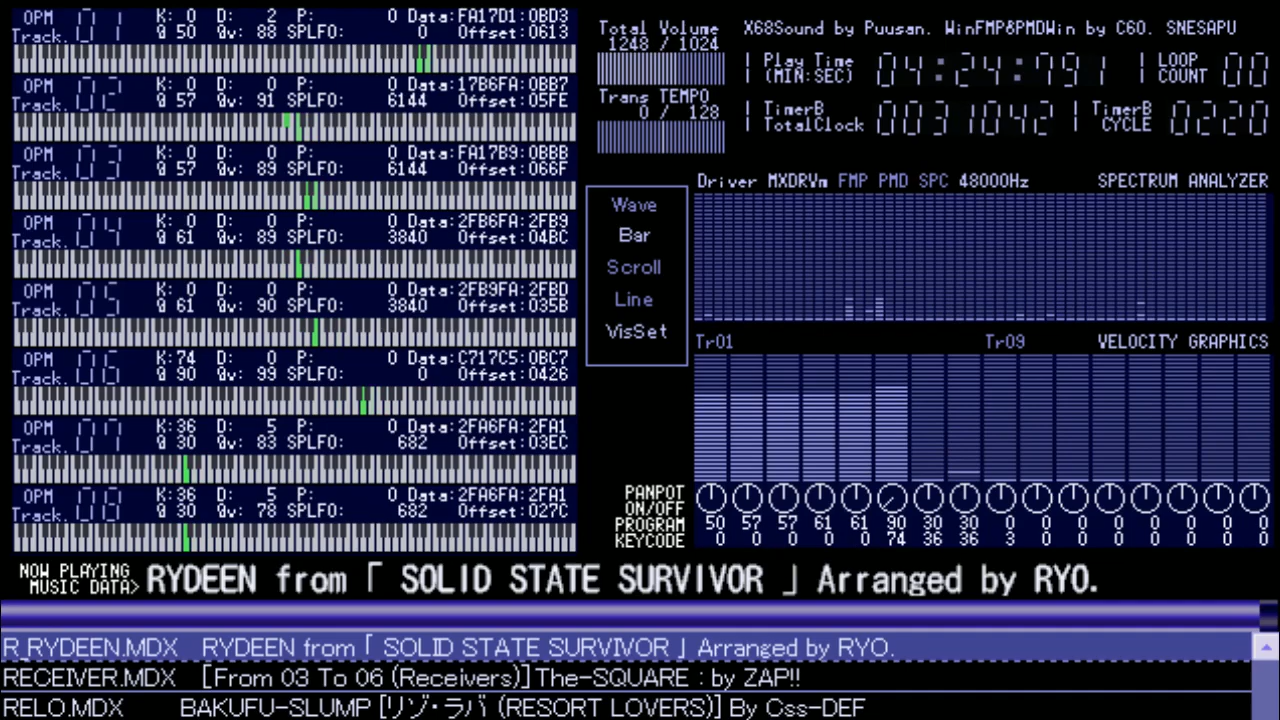 OPM K: 0 D: 2 P: 0 Data:FA17D1:0BD3
Track. 01 @ 50 @v: 88 SPLFO: 0 Offset:0613
OPM K: 0 D: 0 P: 0 Data:17B6FA:0BB7
Track. 02 @ 57 @v: 91 SPLFO: 6144 Offset:05FE
OPM K: 0 D: 0 P: 0 Data:FA17B9:0BBB
Track. 03 @ 57 @v: 89 SPLFO: 6144 Offset:066F
OPM K: 0 D: 0 P: 0 Data:2FB6FA:2FB9
Track. 04 @ 61 @v: 89 SPLFO: 3840 Offset:04BC
OPM K: 0 D: 0 P: 0 Data:2FB9FA:2FBD
Track. 05 @ 61 @v: 90 SPLFO: 3840 Offset:035B
OPM K:74 D: 0 P: 0 Data:C717C5:0BC7
Track. 06 @ 90 @v: 99 SPLFO: 0 Offset:0426
OPM K:36 D: 5 P: 0 Data:2FA6FA:2FA1
Track. 07 @ 30 @v: 83 SPLFO: 682 Offset:03EC
OPM K:36 D: 5 P: 0 Data:2FA6FA:2FA1
Track. 08 @ 30 @v: 78 SPLFO: 682 Offset:027C
Total Volume
1248 / 1024
Trans TEMPO
0 / 128
X68Sound by Puusan. WinFMP&PMDWin by C60. SNESAPU
Play Time (MIN:SEC) 04:24:791 LOOP COUNT 00
TimerB TotalClock 0031042 TimerB CYCLE 0220
Wave
Bar
Scroll
Line
VisSet
Driver MXDRVm FMP PMD SPC 48000Hz SPECTRUM ANALYZER
Tr01 Tr09 VELOCITY GRAPHICS
PANPOT
ON/OFF
PROGRAM 50 57 57 61 61 90 30 30 0 0 0 0 0 0 0 0
KEYCODE 0 0 0 0 0 74 36 36 3 0 0 0 0 0 0 0
NOW PLAYING
MUSIC DATA> RYDEEN from「 SOLID STATE SURVIVOR 」Arranged by RYO.
R_RYDEEN.MDX RYDEEN from「 SOLID STATE SURVIVOR 」Arranged by RYO.
RECEIVER.MDX [From 03 To 06 (Receivers)]The-SQUARE : by ZAP!!
RELO.MDX BAKUFU-SLUMP [リゾ・ラバ (RESORT LOVERS)] By Css-DEF